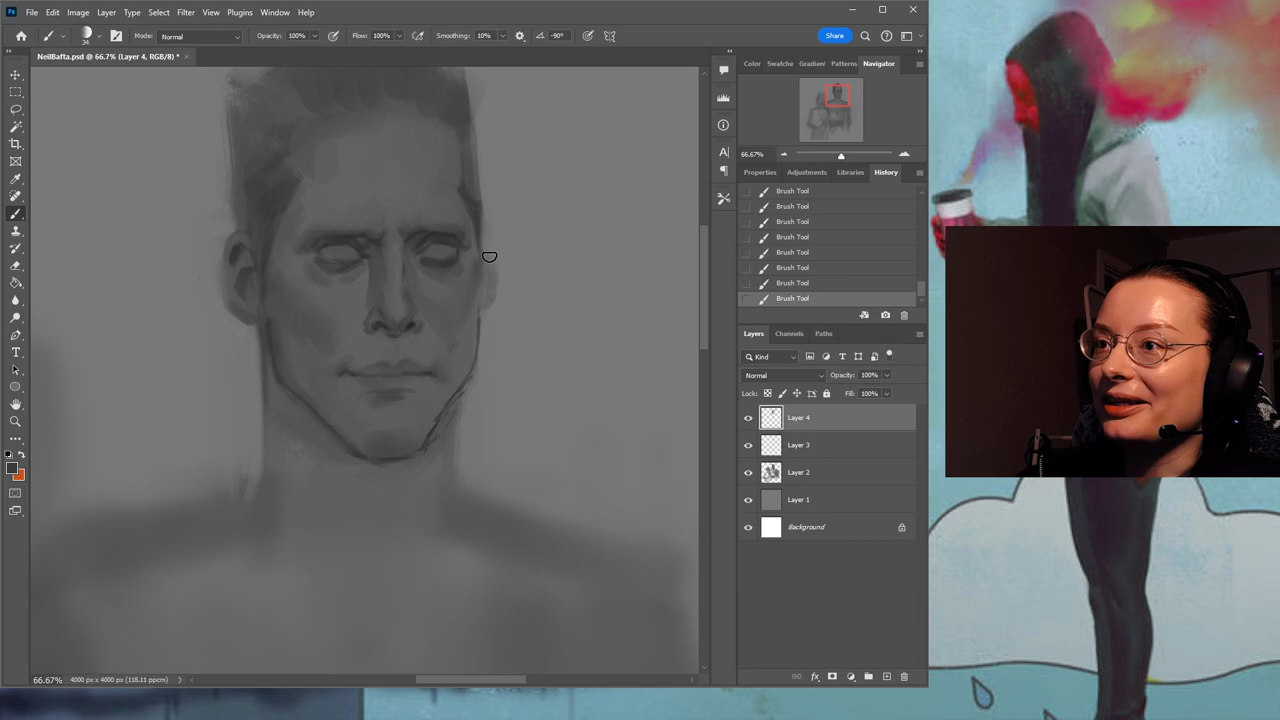 Ps File Edit Image Layer Type Select Filter View Plugins Window Help
34 Mode: Normal Opacity: 100% Flow: 100% Smoothing: 10% -90° Share
NeilBafta.psd @ 66.7% (Layer 4, RGB/8) *
Color Swatche Gradien Patterns Navigator
66.67%
Properties Adjustments Libraries History
Brush Tool
Brush Tool
Brush Tool
Brush Tool
Brush Tool
Brush Tool
Brush Tool
Brush Tool
Layers Channels Paths
Kind
Normal Opacity: 100%
Lock: Fill: 100%
Layer 4
Layer 3
Layer 2
Layer 1
Background
66.67% 4000 px x 4000 px (118.11 ppcm)